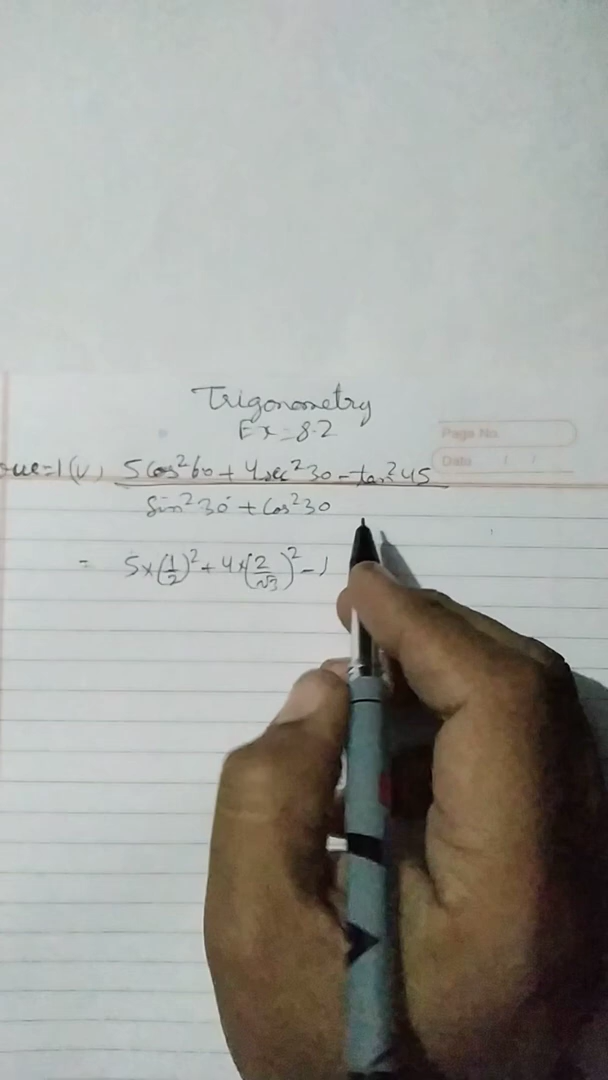 Trigonometry
Ex = 8.2
Page No.
Date / /
ue=1 (v) 5cos²60 + 4sec²30 - tan²45
sin²30° + cos²30
= 5×(1/2)² + 4×(2/√3)² - 1